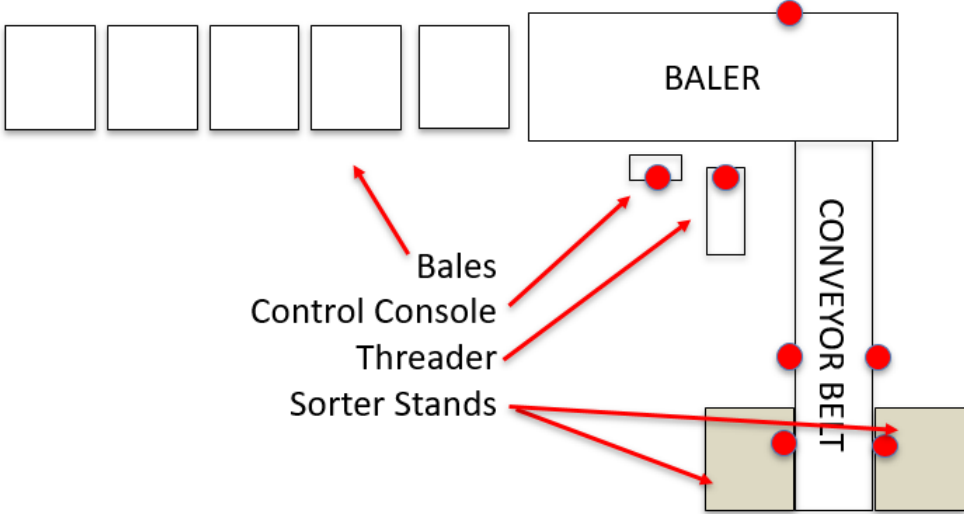 BALER
CONVEYOR BELT
Bales
Control Console
Threader
Sorter Stands